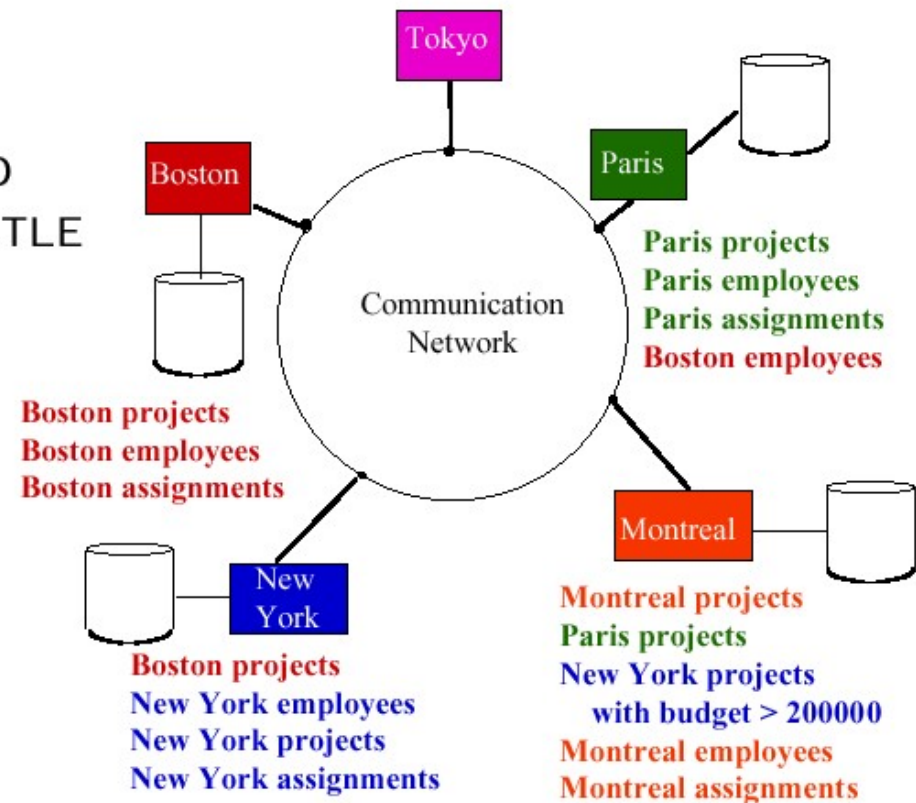 Tokyo
Boston
Paris
TLE
Paris projects
Paris employees
Paris assignments
Boston employees
Communication
Network
Boston projects
Boston employees
Boston assignments
Montreal
New
York
Montreal projects
Paris projects
New York projects
with budget > 200000
Montreal employees
Montreal assignments
Boston projects
New York employees
New York projects
New York assignments